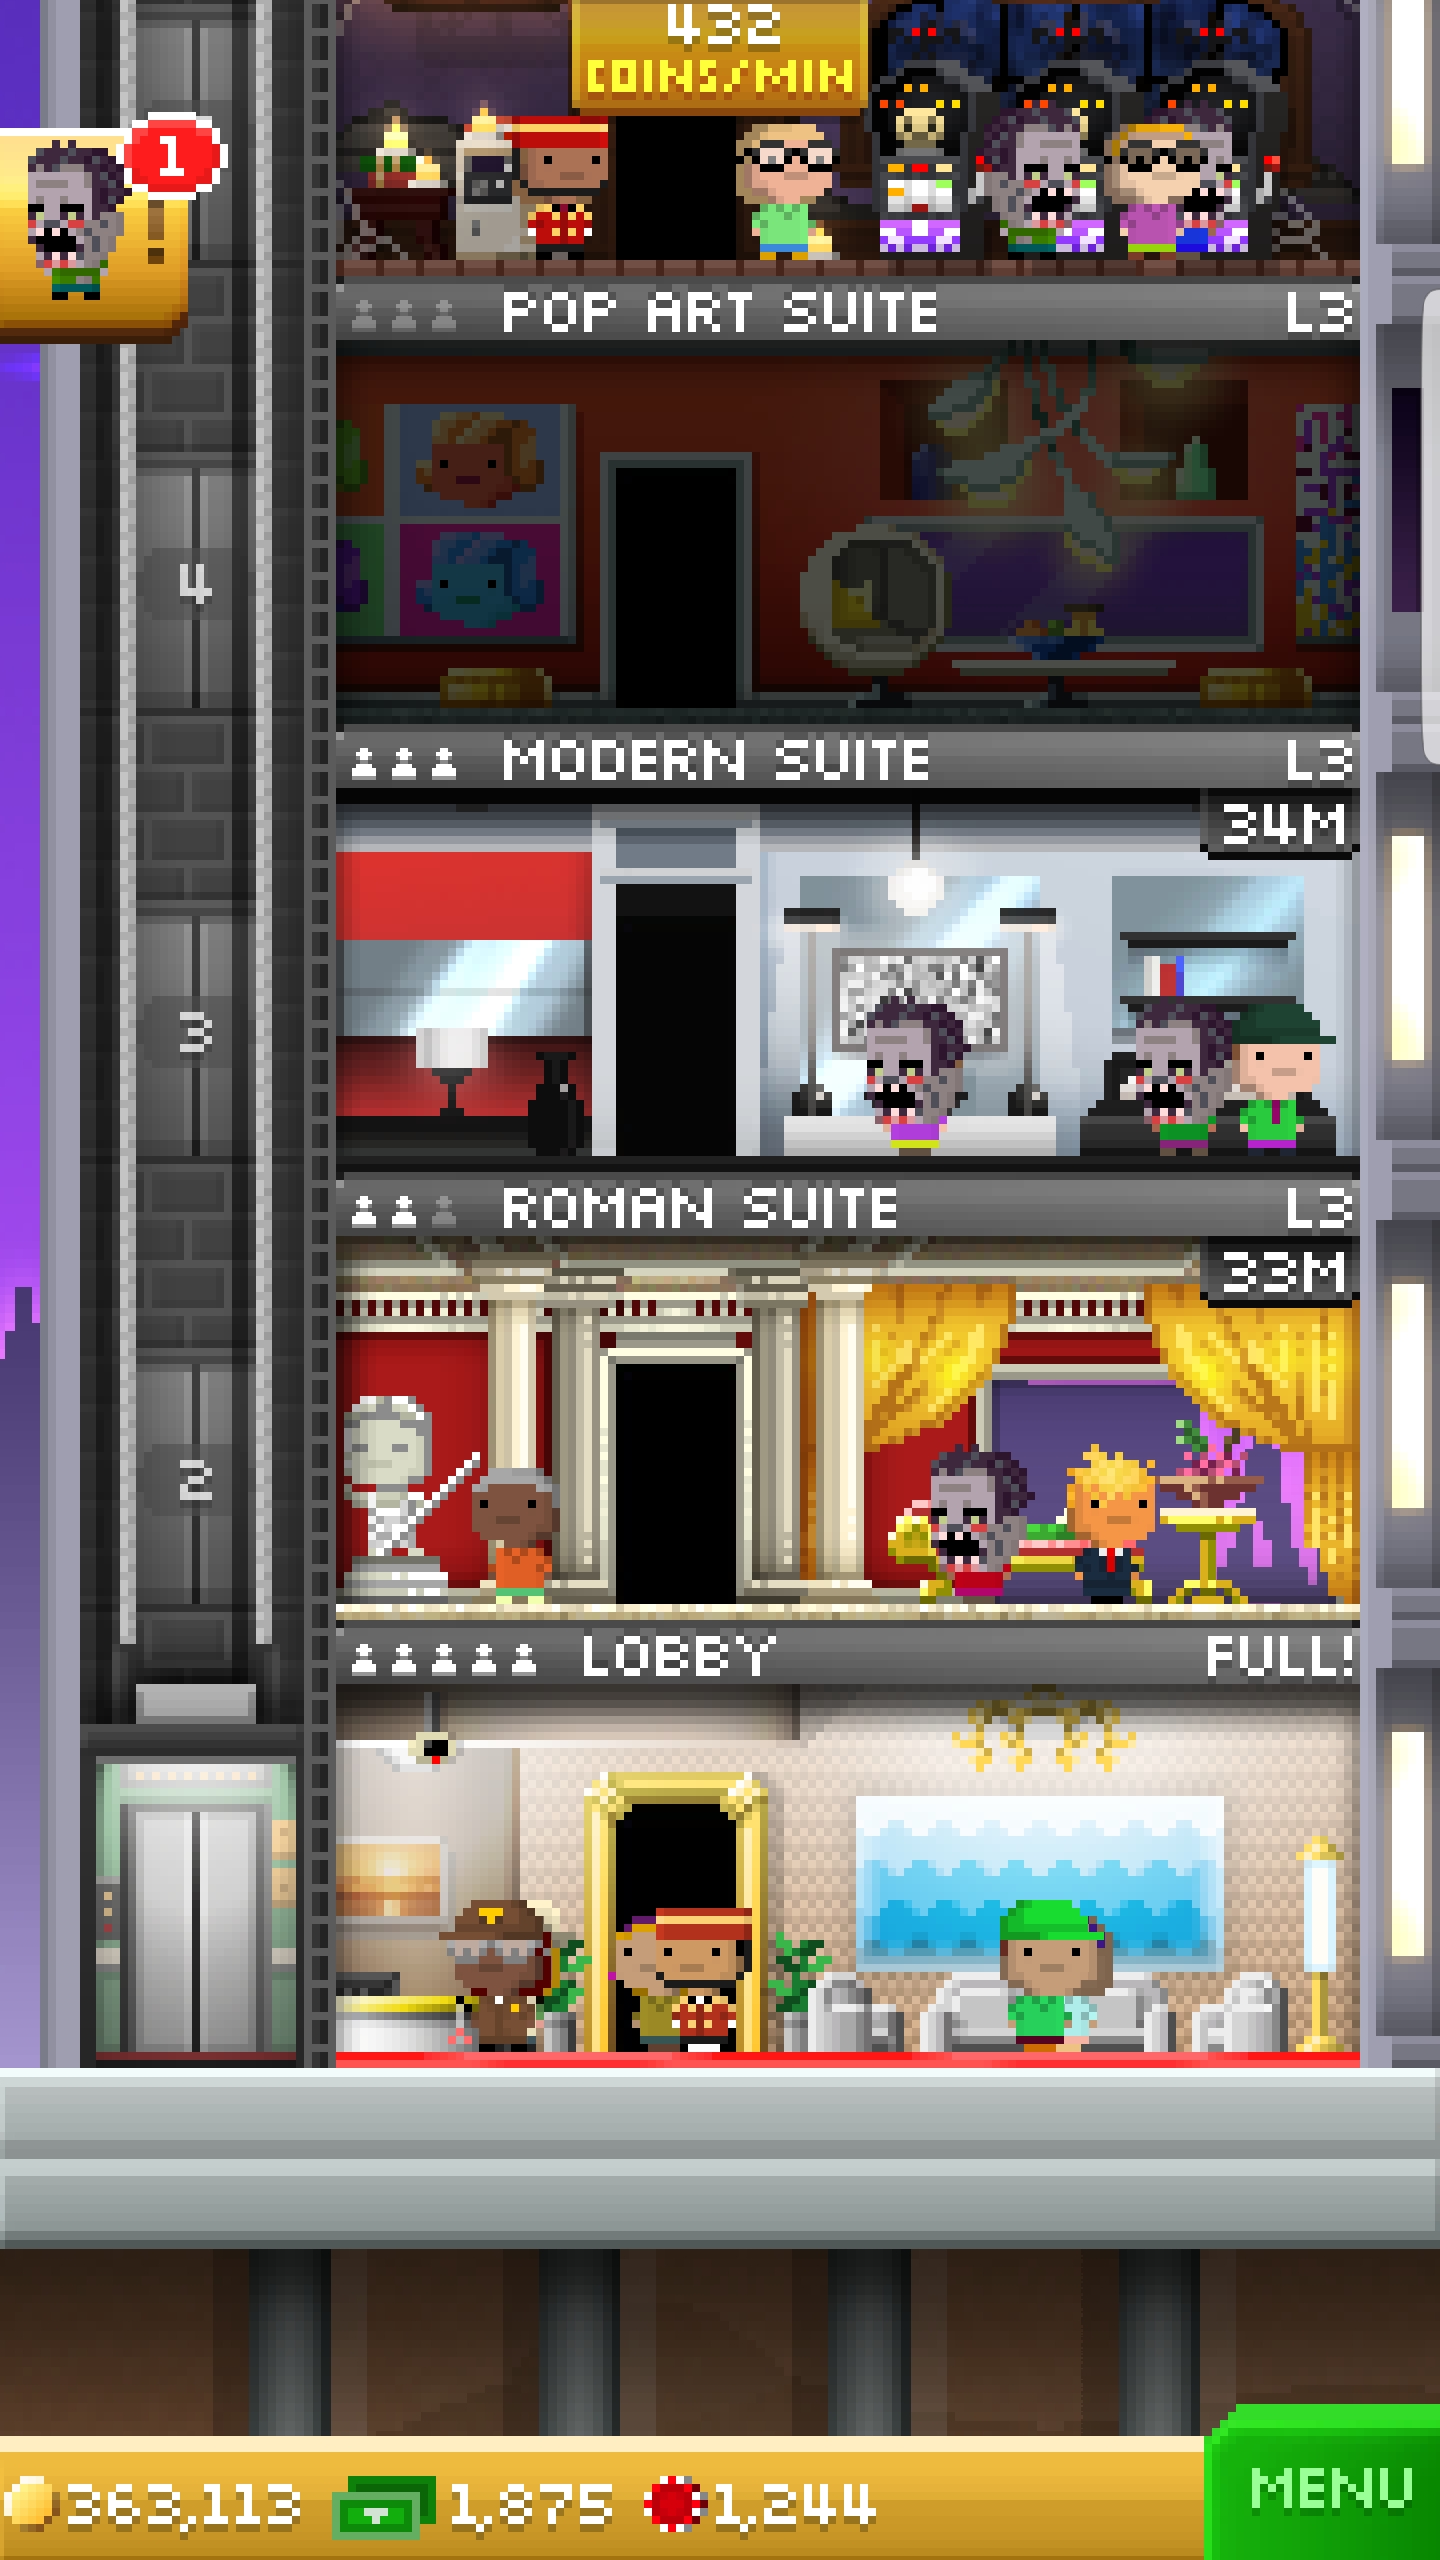 432
COINS/MIN
1
!
POP ART SUITE L3
4
MODERN SUITE L3
34M
3
ROMAN SUITE L3
33M
2
LOBBY FULL!
363,113 1,875 1,244
MENU